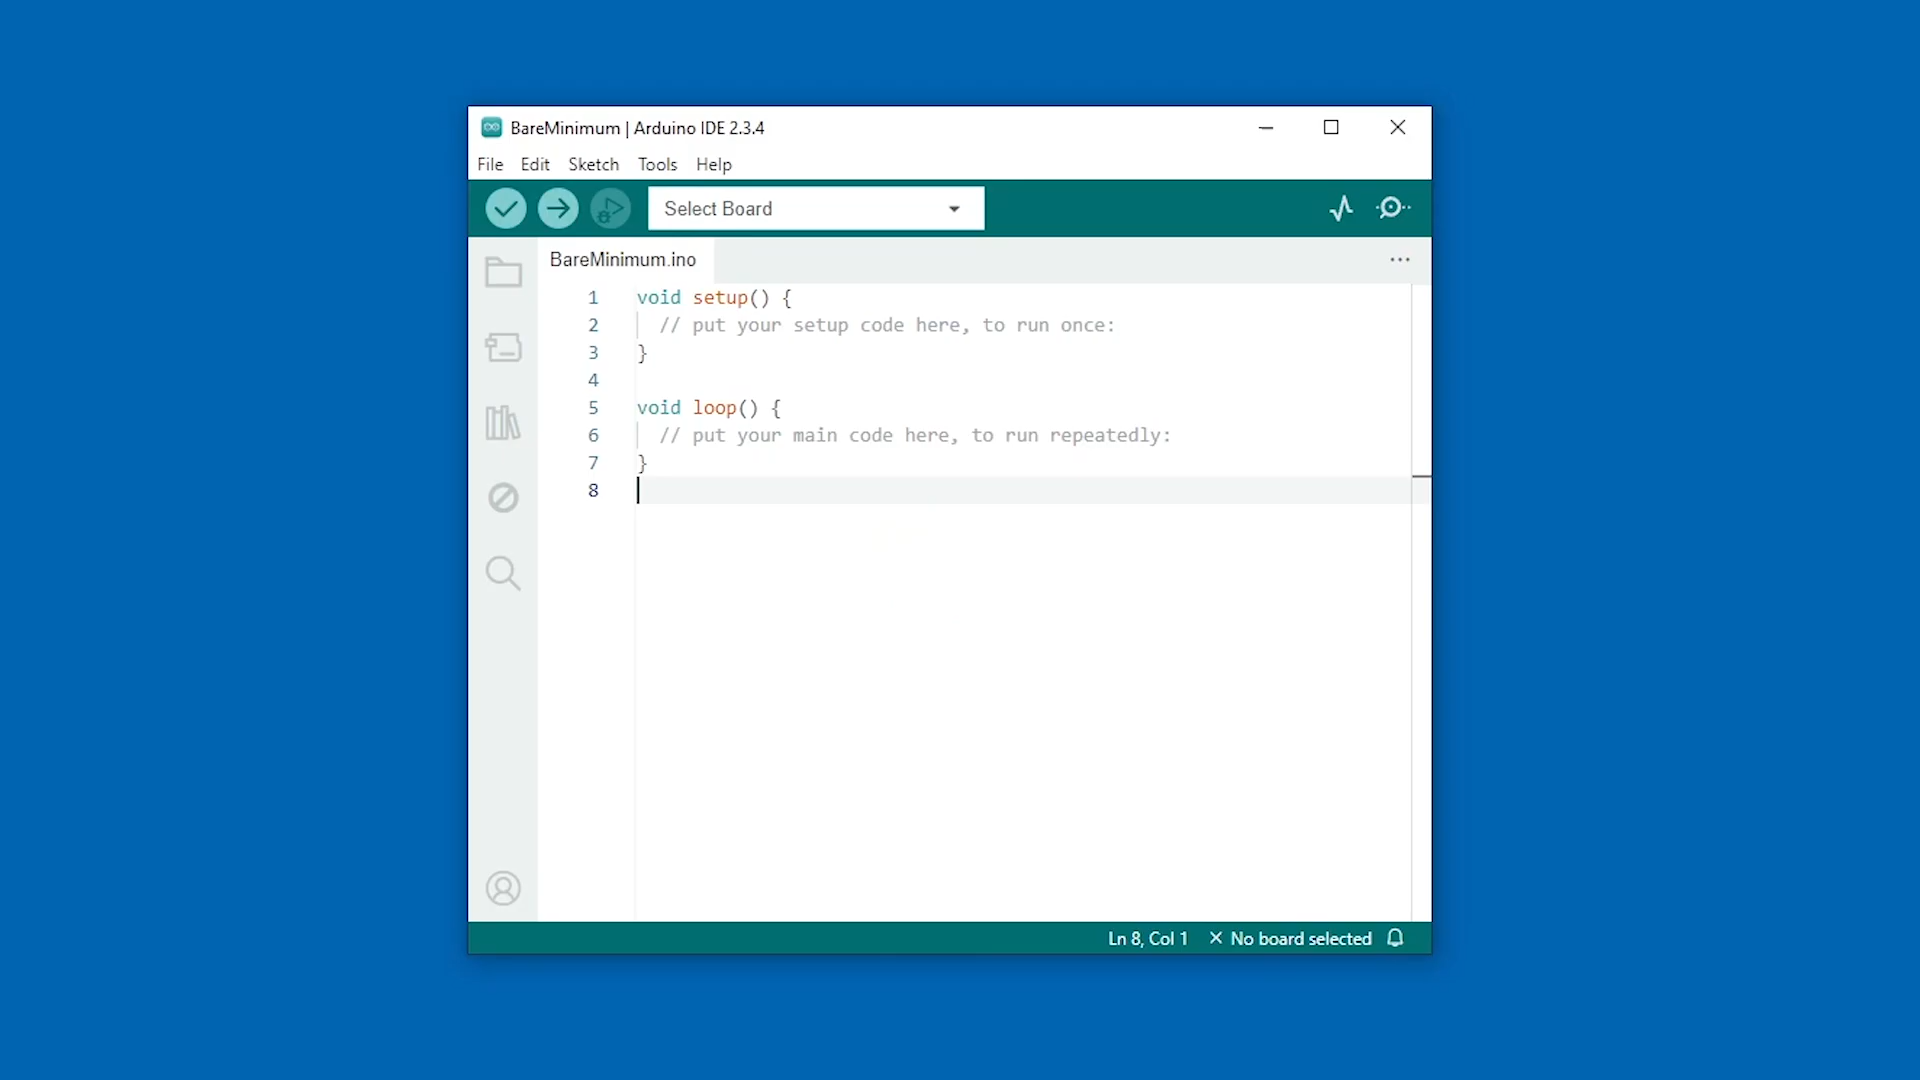 BareMinimum | Arduino IDE 2.3.4
File Edit Sketch Tools Help
Select Board
BareMinimum.ino
1 void setup() {
2 // put your setup code here, to run once:
3 }
4
5 void loop() {
6 // put your main code here, to run repeatedly:
7 }
8
Ln 8, Col 1 No board selected